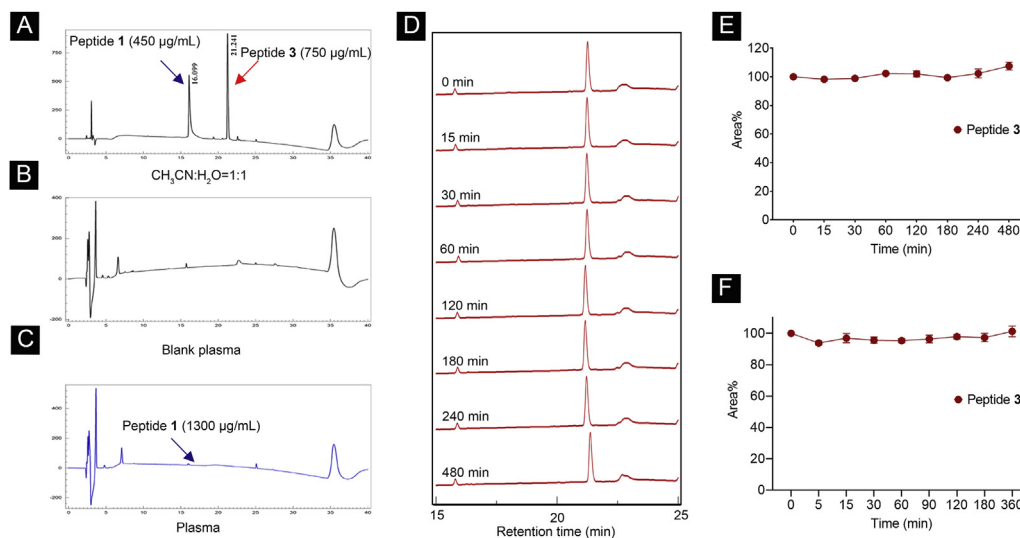 A
Peptide 1 (450 µg/mL)
16.099
21.241
Peptide 3 (750 µg/mL)
750
500
250
0
0 5 10 15 20 25 30 35 40
CH₃CN:H₂O=1:1
B
400
200
0
-200
0 5 10 15 20 25 30 35 40
Blank plasma
C
400
200
0
-200
Peptide 1 (1300 µg/mL)
0 5 10 15 20 25 30 35 40
Plasma
D
0 min
15 min
30 min
60 min
120 min
180 min
240 min
480 min
15 20 25
Retention time (min)
E
120
100
80
60
40
20
0
Area%
Peptide 3
0 15 30 60 120 180 240 480
Time (min)
F
100
80
60
40
20
0
Area%
Peptide 3
0 5 15 30 60 90 120 180 360
Time (min)